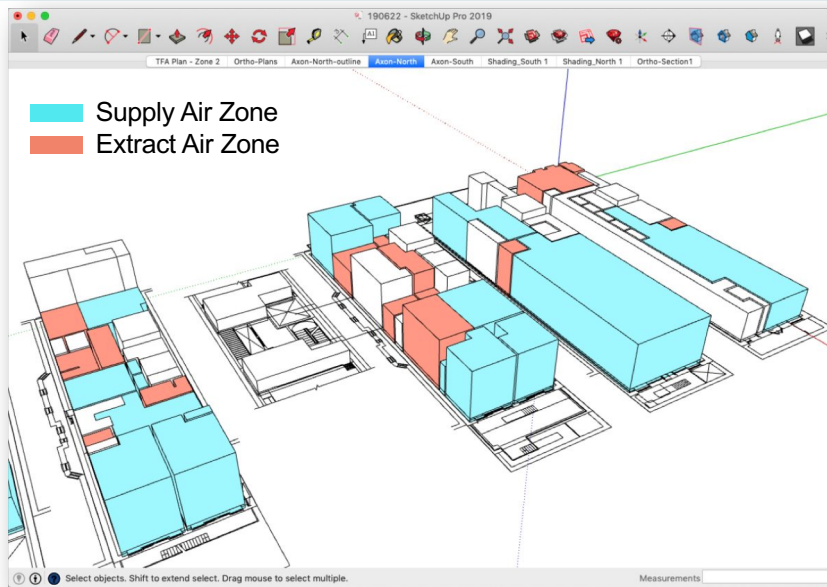 190622 - SketchUp Pro 2019
A1
TFA Plan - Zone 2 Ortho-Plans Axon-North-outline Axon-North Axon-South Shading_South 1 Shading_North 1 Ortho-Section1
Supply Air Zone
Extract Air Zone
Select objects. Shift to extend select. Drag mouse to select multiple. Measurements